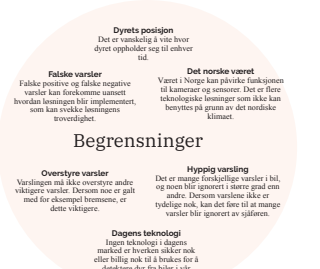 Dyrets posisjon
Det er vanskelig å vite hvor
dyret oppholder seg til enhver
tid.
Falske varsler
Falske positive og falske negative
varsler kan forekomme uansett
hvordan løsningen blir implementert,
som kan svekke løsningens
troverdighet.
Det norske været
Været i Norge kan påvirke funksjonen
til kameraer og sensorer. Det er flere
teknologiske løsninger som ikke kan
benyttes på grunn av det nordiske
klimaet.
Begrensninger
Overstyre varsler
Varslingen må ikke overstyre andre
viktigere varsler. Dersom noe er galt
med for eksempel bremsene, er
dette viktigere.
Hyppig varsling
Det er mange forskjellige varsler i bil,
og noen blir ignorert i større grad enn
andre. Dersom varslene ikke er
tydelige nok, kan det føre til at mange
varsler blir ignorert av sjåføren.
Dagens teknologi
Ingen teknologi i dagens
marked er hverken sikker nok
eller billig nok til å brukes for å
detektere dyr fra biler i vår